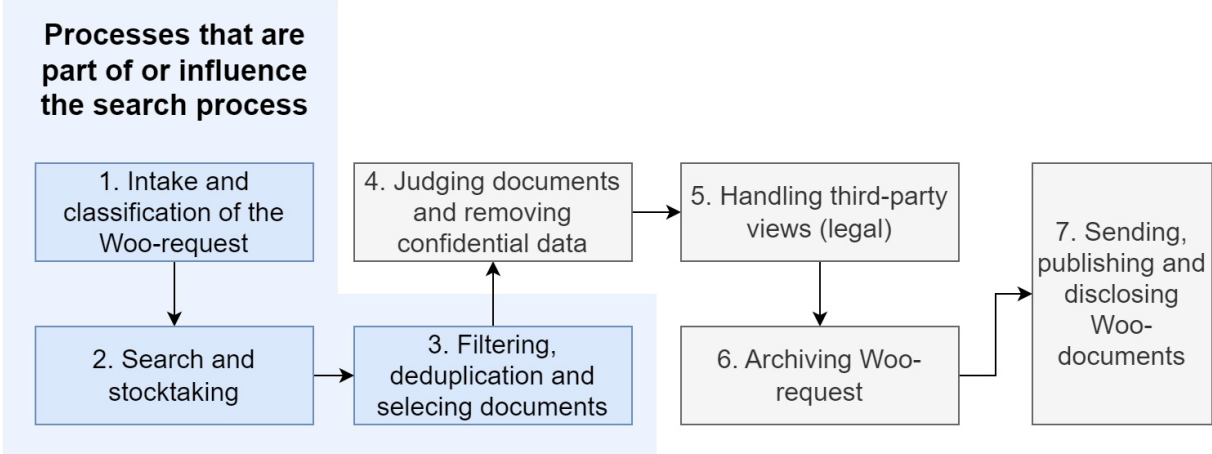 Processes that are
part of or influence
the search process
1. Intake and
classification of the
Woo-request
2. Search and
stocktaking
3. Filtering,
deduplication and
selecing documents
4. Judging documents
and removing
confidential data
5. Handling third-party
views (legal)
6. Archiving Woo-
request
7. Sending,
publishing and
disclosing
Woo-
documents